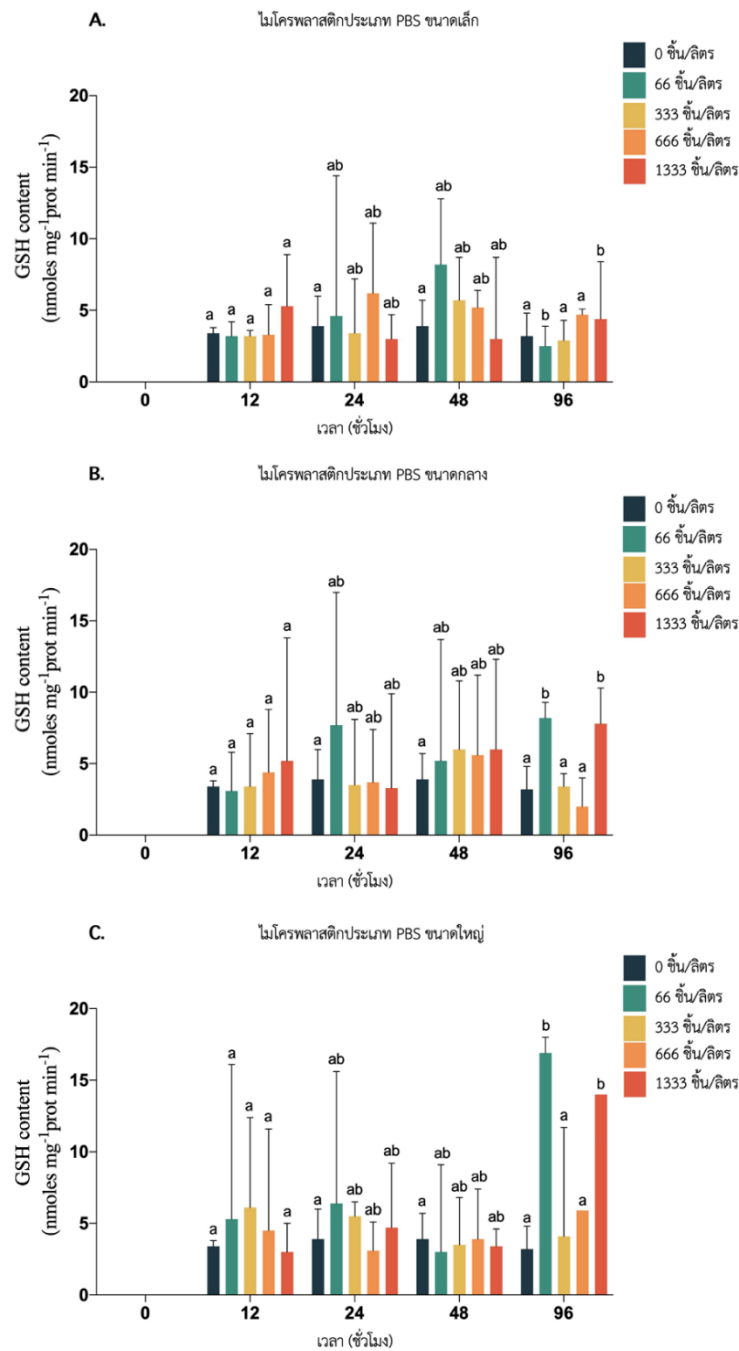 A.
ไมโครพลาสติกประเภท PBS ขนาดเล็ก
0 ชิ้น/ลิตร
66 ชิ้น/ลิตร
333 ชิ้น/ลิตร
666 ชิ้น/ลิตร
1333 ชิ้น/ลิตร
GSH content
(nmoles mg⁻¹prot min⁻¹)
20
15
10
5
0
a a a a a
ab ab ab ab
a
a ab ab ab ab
a b a a b
0 12 24 48 96
เวลา (ชั่วโมง)
B.
ไมโครพลาสติกประเภท PBS ขนาดกลาง
0 ชิ้น/ลิตร
66 ชิ้น/ลิตร
333 ชิ้น/ลิตร
666 ชิ้น/ลิตร
1333 ชิ้น/ลิตร
GSH content
(nmoles mg⁻¹prot min⁻¹)
20
15
10
5
0
a a a a a
a ab ab ab ab
a ab ab ab ab
a b a a b
0 12 24 48 96
เวลา (ชั่วโมง)
C.
ไมโครพลาสติกประเภท PBS ขนาดใหญ่
0 ชิ้น/ลิตร
66 ชิ้น/ลิตร
333 ชิ้น/ลิตร
666 ชิ้น/ลิตร
1333 ชิ้น/ลิตร
GSH content
(nmoles mg⁻¹prot min⁻¹)
20
15
10
5
0
a a a a a
a ab ab ab ab
a ab ab ab ab
a b a a b
0 12 24 48 96
เวลา (ชั่วโมง)